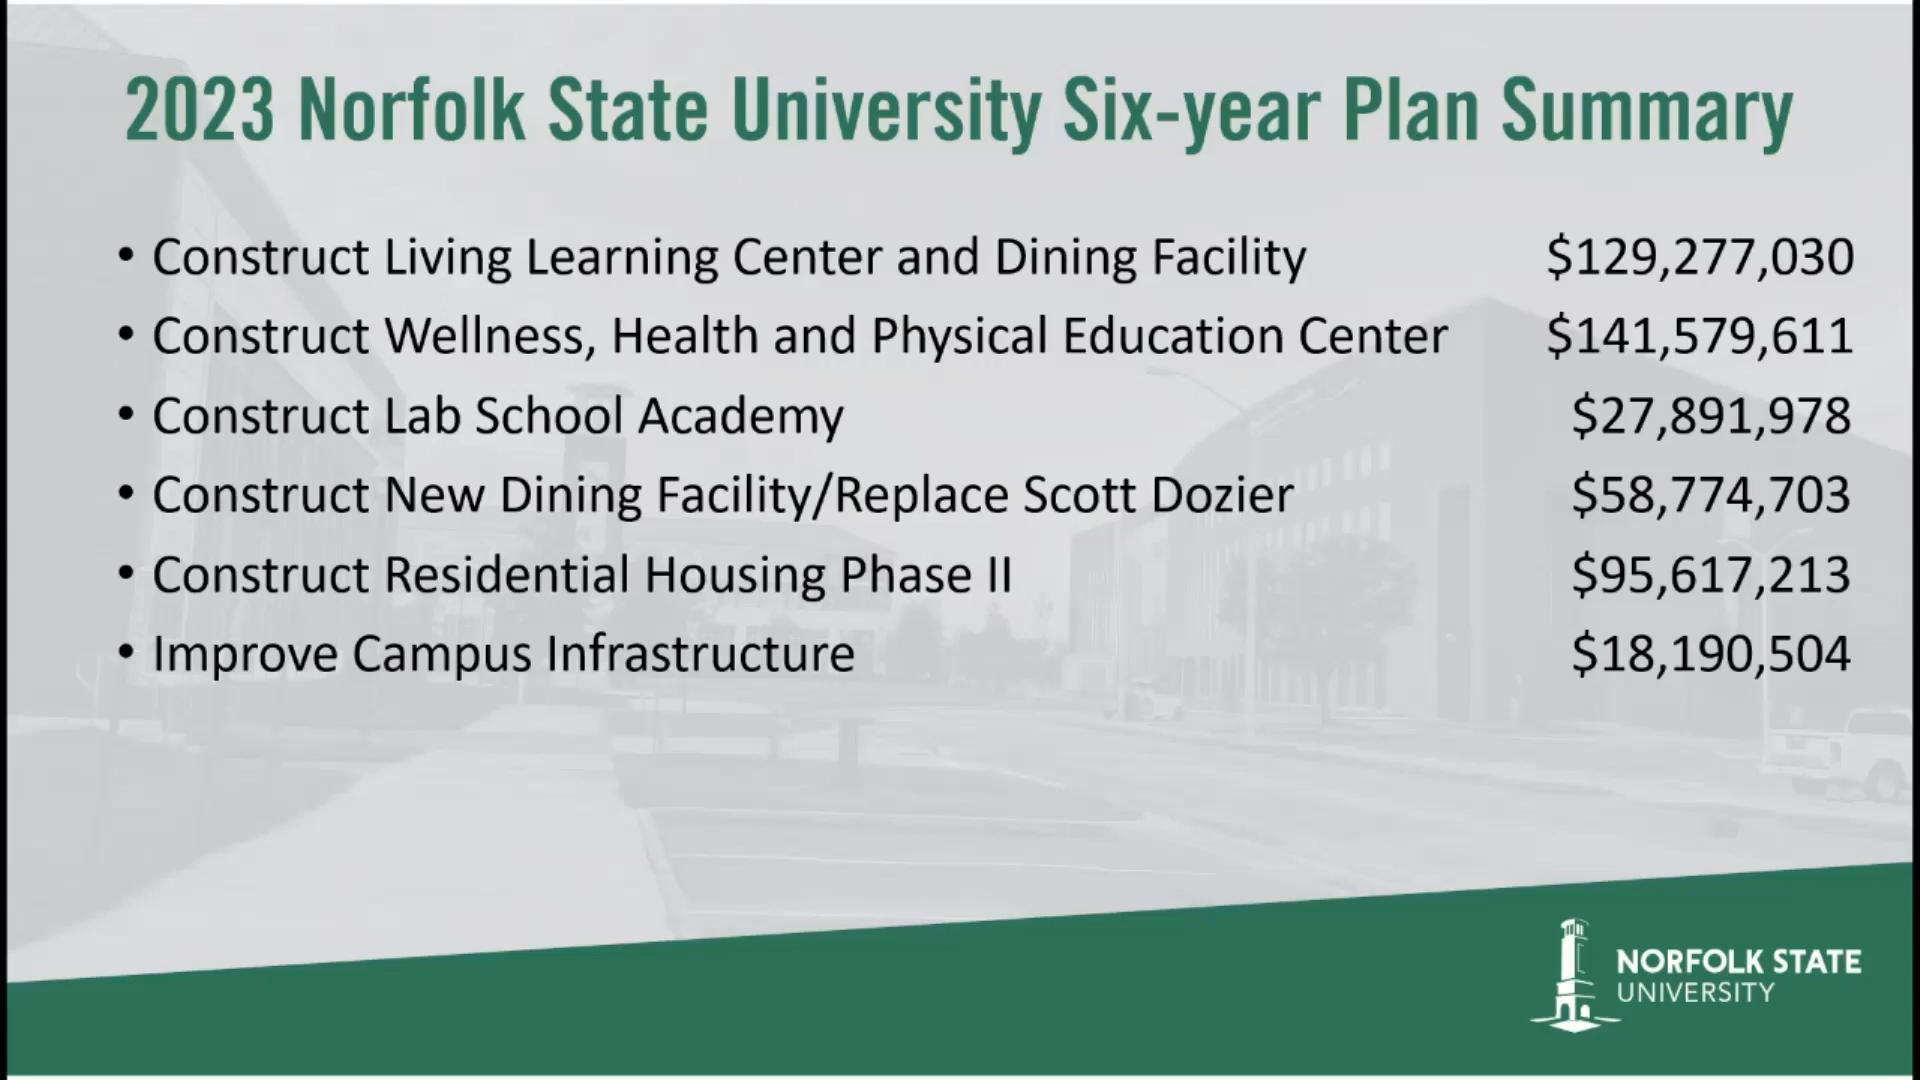 2023 Norfolk State University Six-year Plan Summary
• Construct Living Learning Center and Dining Facility $129,277,030
• Construct Wellness, Health and Physical Education Center $141,579,611
• Construct Lab School Academy $27,891,978
• Construct New Dining Facility/Replace Scott Dozier $58,774,703
• Construct Residential Housing Phase II $95,617,213
• Improve Campus Infrastructure $18,190,504
NORFOLK STATE
UNIVERSITY